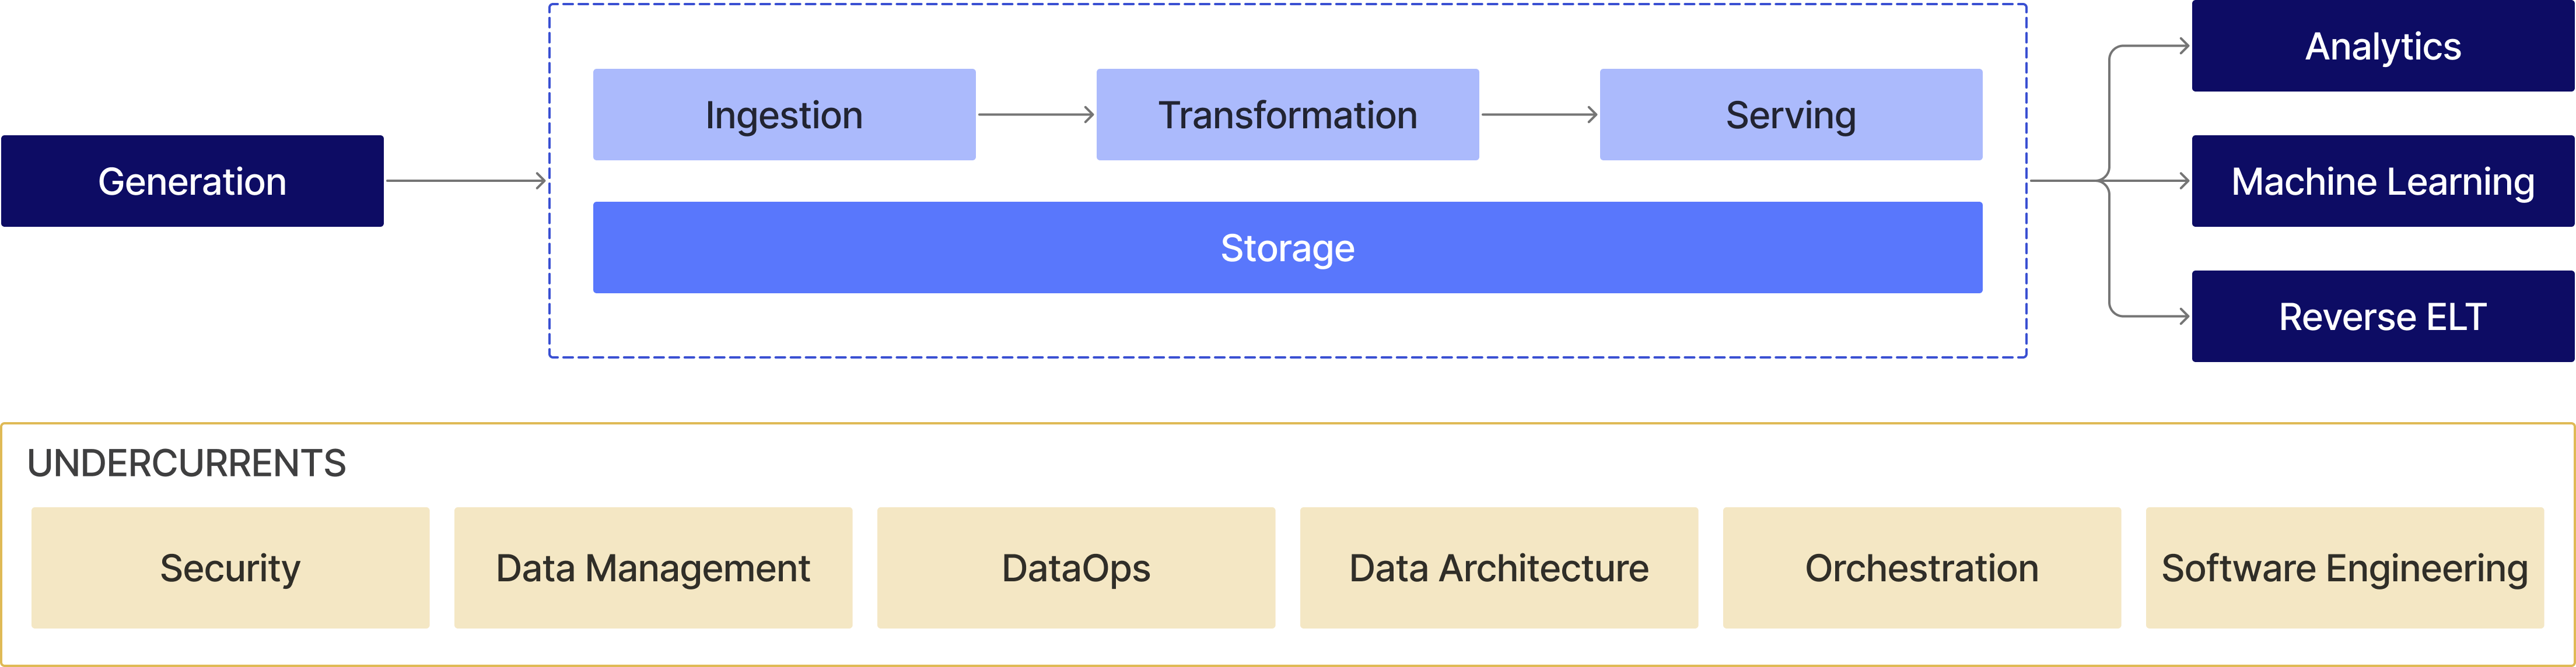 Generation
Ingestion
Transformation
Serving
Storage
Analytics
Machine Learning
Reverse ELT
UNDERCURRENTS
Security
Data Management
DataOps
Data Architecture
Orchestration
Software Engineering